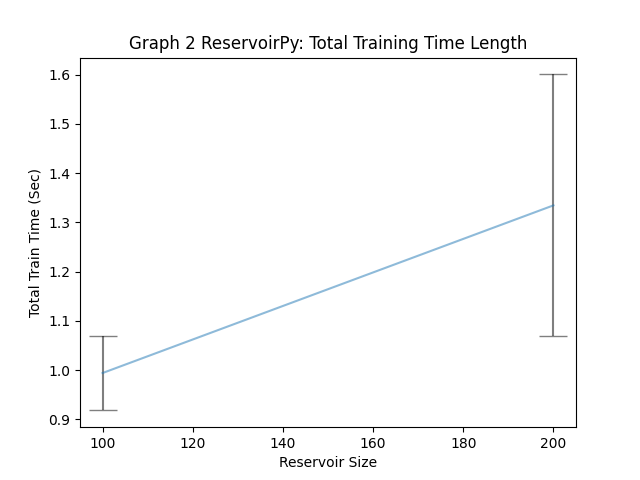 Graph 2 ReservoirPy: Total Training Time Length
Total Train Time (Sec)
1.6
1.5
1.4
1.3
1.2
1.1
1.0
0.9
100 120 140 160 180 200
Reservoir Size